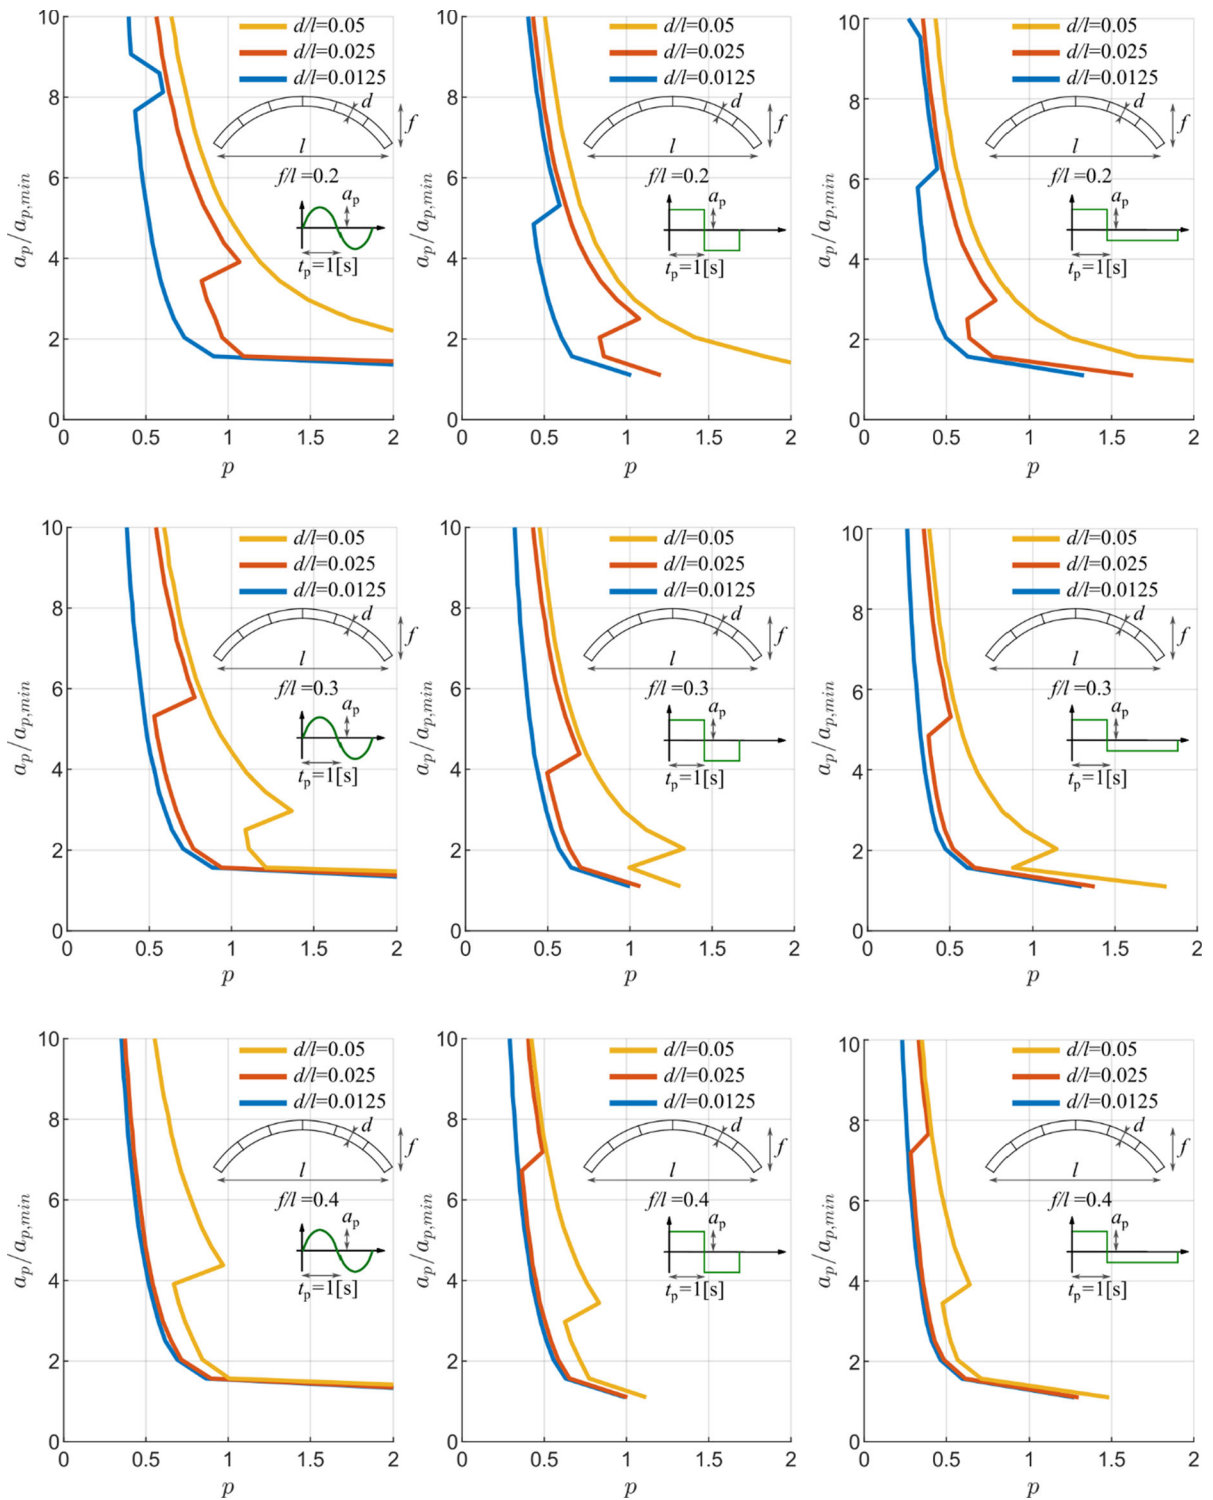 10
8
6
4
2
0
0 0.5 1 1.5 2
a_p/a_{p,min}
p
d/l=0.05
d/l=0.025
d/l=0.0125
d
f
l
f/l=0.2
a_p
t_p=1[s]
10
8
6
4
2
0
0 0.5 1 1.5 2
a_p/a_{p,min}
p
d/l=0.05
d/l=0.025
d/l=0.0125
d
f
l
f/l=0.2
a_p
t_p=1[s]
10
8
6
4
2
0
0 0.5 1 1.5 2
a_p/a_{p,min}
p
d/l=0.05
d/l=0.025
d/l=0.0125
d
f
l
f/l=0.2
a_p
t_p=1[s]
10
8
6
4
2
0
0 0.5 1 1.5 2
a_p/a_{p,min}
p
d/l=0.05
d/l=0.025
d/l=0.0125
d
f
l
f/l=0.3
a_p
t_p=1[s]
10
8
6
4
2
0
0 0.5 1 1.5 2
a_p/a_{p,min}
p
d/l=0.05
d/l=0.025
d/l=0.0125
d
f
l
f/l=0.3
a_p
t_p=1[s]
10
8
6
4
2
0
0 0.5 1 1.5 2
a_p/a_{p,min}
p
d/l=0.05
d/l=0.025
d/l=0.0125
d
f
l
f/l=0.3
a_p
t_p=1[s]
10
8
6
4
2
0
0 0.5 1 1.5 2
a_p/a_{p,min}
p
d/l=0.05
d/l=0.025
d/l=0.0125
d
f
l
f/l=0.4
a_p
t_p=1[s]
10
8
6
4
2
0
0 0.5 1 1.5 2
a_p/a_{p,min}
p
d/l=0.05
d/l=0.025
d/l=0.0125
d
f
l
f/l=0.4
a_p
t_p=1[s]
10
8
6
4
2
0
0 0.5 1 1.5 2
a_p/a_{p,min}
p
d/l=0.05
d/l=0.025
d/l=0.0125
d
f
l
f/l=0.4
a_p
t_p=1[s]